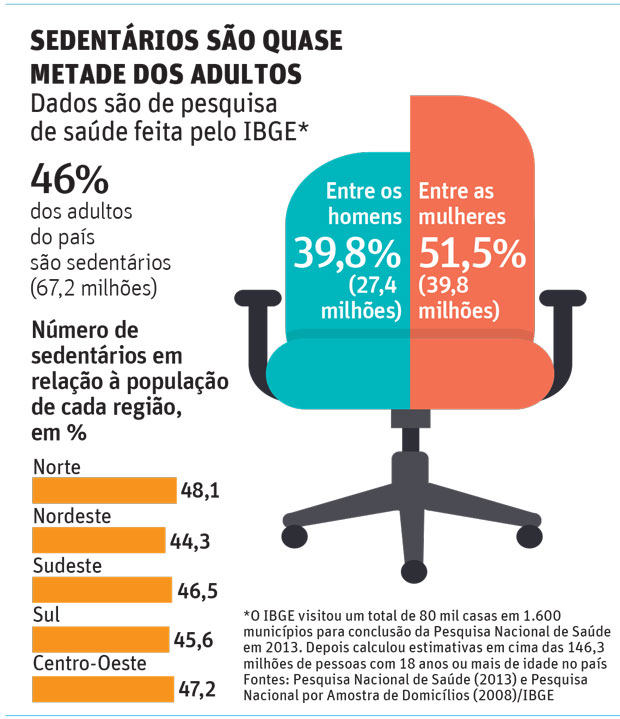 SEDENTÁRIOS SÃO QUASE
METADE DOS ADULTOS
Dados são de pesquisa
de saúde feita pelo IBGE*
46%
dos adultos
do país
são sedentários
(67,2 milhões)
Entre os
homens
39,8%
(27,4
milhões)
Entre as
mulheres
51,5%
(39,8
milhões)
Número de
sedentários em
relação à população
de cada região,
em %
Norte
48,1
Nordeste
44,3
Sudeste
46,5
Sul
45,6
Centro-Oeste
47,2
*O IBGE visitou um total de 80 mil casas em 1.600
municípios para conclusão da Pesquisa Nacional de Saúde
em 2013. Depois calculou estimativas em cima das 146,3
milhões de pessoas com 18 anos ou mais de idade no país
Fontes: Pesquisa Nacional de Saúde (2013) e Pesquisa
Nacional por Amostra de Domicílios (2008)/IBGE